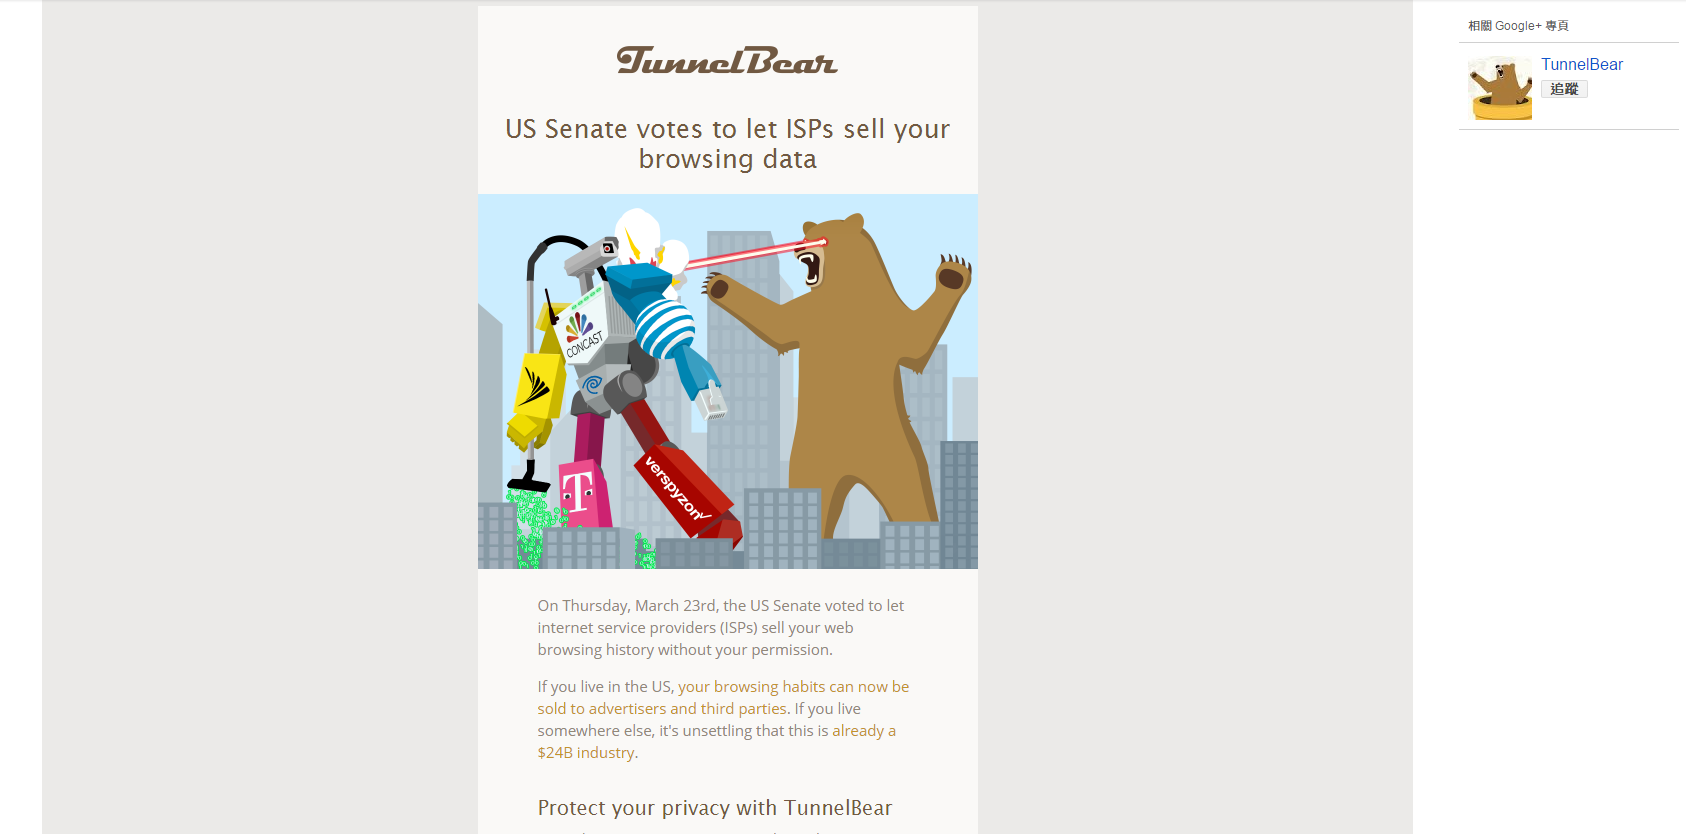 TunnelBear
US Senate votes to let ISPs sell your
browsing data
CONCAST
T
verspyzon
On Thursday, March 23rd, the US Senate voted to let
internet service providers (ISPs) sell your web
browsing history without your permission.
If you live in the US, your browsing habits can now be
sold to advertisers and third parties. If you live
somewhere else, it's unsettling that this is already a
$24B industry.
Protect your privacy with TunnelBear
相關 Google+ 專頁
TunnelBear
追蹤